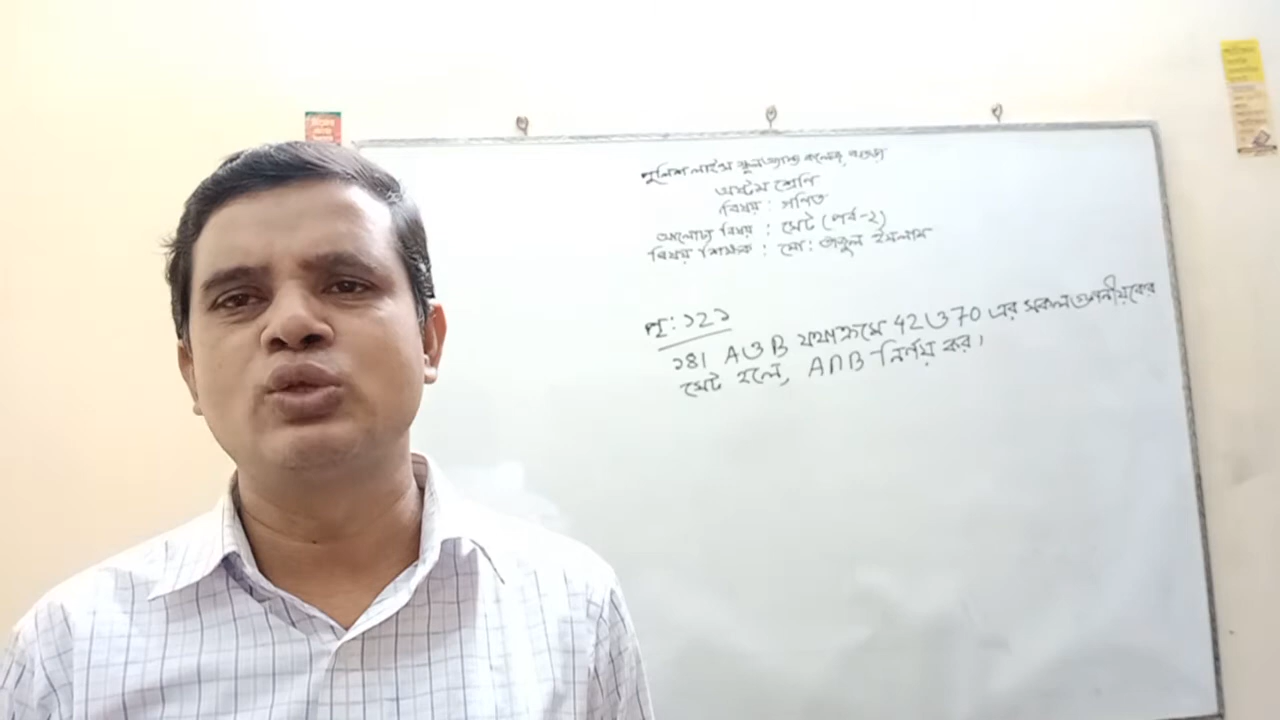 পুলিশ লাইন্স স্কুল অ্যান্ড কলেজ, বগুড়া
অষ্টম শ্রেণি
বিষয় : গণিত
আলোচ্য বিষয় : সেট (পর্ব-২)
বিষয় শিক্ষক : মো: ইসলাম
পৃ: ১২১
১৪। A ও B যথাক্রমে 42 ও 70 এর সকল গুণনীয়কের
সেট হলে, A∩B নির্ণয় কর।